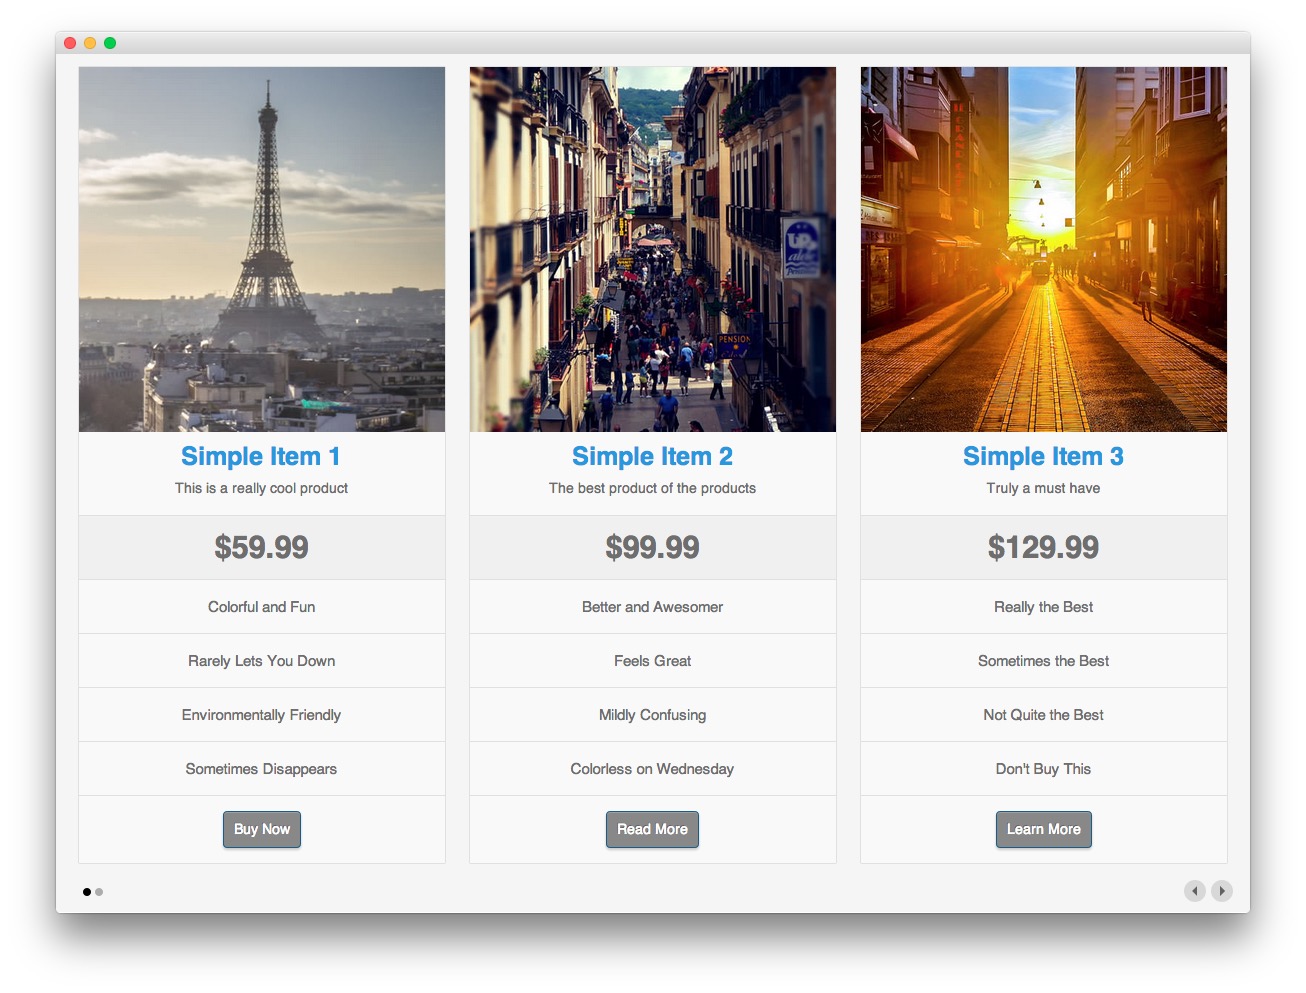 UP
PENSION
Simple Item 1
This is a really cool product
$59.99
Colorful and Fun
Rarely Lets You Down
Environmentally Friendly
Sometimes Disappears
Buy Now
Simple Item 2
The best product of the products
$99.99
Better and Awesomer
Feels Great
Mildly Confusing
Colorless on Wednesday
Read More
Simple Item 3
Truly a must have
$129.99
Really the Best
Sometimes the Best
Not Quite the Best
Don't Buy This
Learn More